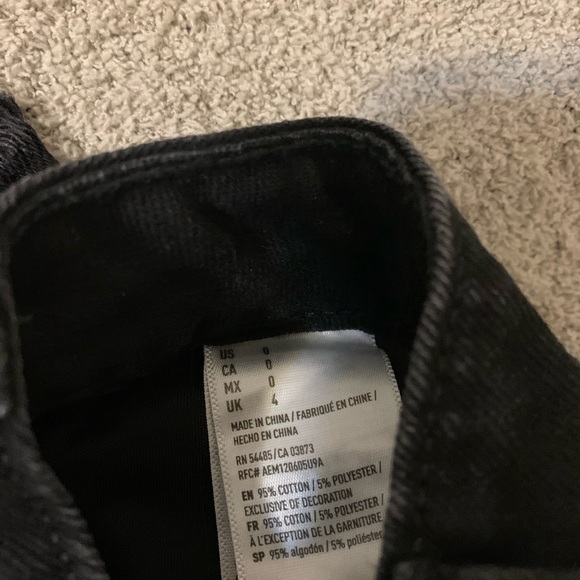 US 0
CA 0
MX 0
UK 4
MADE IN CHINA / FABRIQUÉ EN CHINE /
HECHO EN CHINA
RN 54485 / CA 03873
RFC# AEM120605U9A
EN 95% COTTON / 5% POLYESTER /
EXCLUSIVE OF DECORATION
FR 95% COTON / 5% POLYESTER /
À L'EXCEPTION DE LA GARNITURE
SP 95% algodón / 5% poliéster